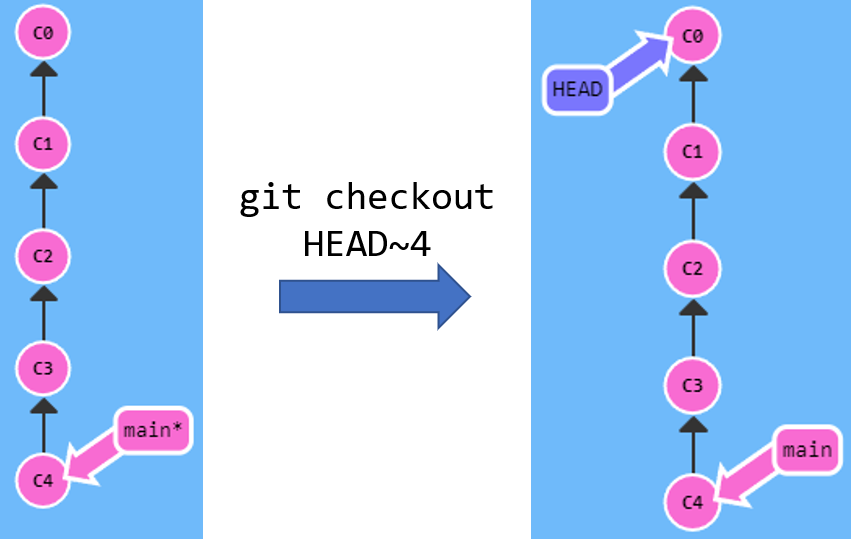 C0
C1
C2
C3
main*
C4
git checkout
HEAD~4
C0
HEAD
C1
C2
C3
main
C4